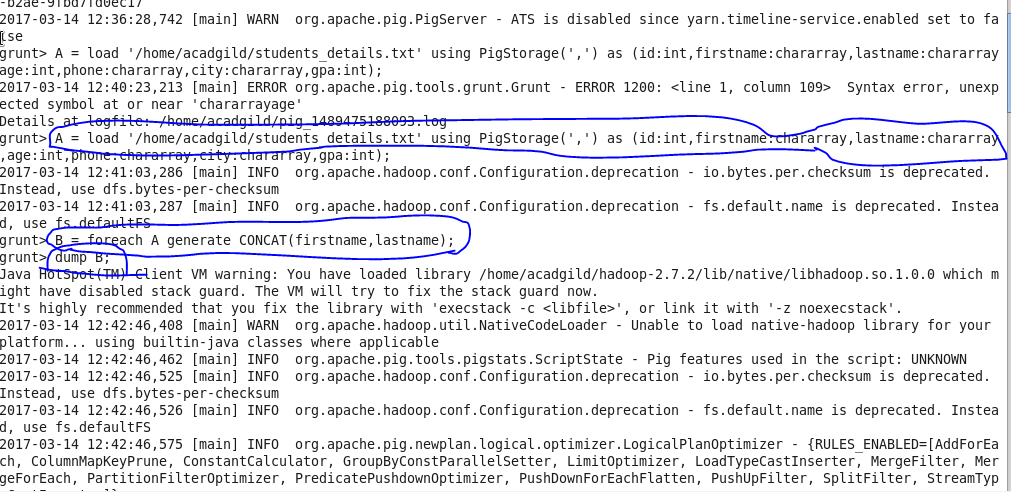 -b2ae-9fbd7fd0ec17
2017-03-14 12:36:28,742 [main] WARN  org.apache.pig.PigServer - ATS is disabled since yarn.timeline-service.enabled set to fa
lse
grunt> A = load '/home/acadgild/students_details.txt' using PigStorage(',') as (id:int,firstname:chararray,lastname:chararray
age:int,phone:chararray,city:chararray,gpa:int);
2017-03-14 12:40:23,213 [main] ERROR org.apache.pig.tools.grunt.Grunt - ERROR 1200: <line 1, column 109>  Syntax error, unexp
ected symbol at or near 'chararrayage'
Details at logfile: /home/acadgild/pig_1489475188093.log
grunt> A = load '/home/acadgild/students_details.txt' using PigStorage(',') as (id:int,firstname:chararray,lastname:chararray
,age:int,phone:chararray,city:chararray,gpa:int);
2017-03-14 12:41:03,286 [main] INFO  org.apache.hadoop.conf.Configuration.deprecation - io.bytes.per.checksum is deprecated.
Instead, use dfs.bytes-per-checksum
2017-03-14 12:41:03,287 [main] INFO  org.apache.hadoop.conf.Configuration.deprecation - fs.default.name is deprecated. Instea
d, use fs.defaultFS
grunt> B = foreach A generate CONCAT(firstname,lastname);
grunt> dump B;
Java HotSpot(TM) Client VM warning: You have loaded library /home/acadgild/hadoop-2.7.2/lib/native/libhadoop.so.1.0.0 which m
ight have disabled stack guard. The VM will try to fix the stack guard now.
It's highly recommended that you fix the library with 'execstack -c <libfile>', or link it with '-z noexecstack'.
2017-03-14 12:42:46,408 [main] WARN  org.apache.hadoop.util.NativeCodeLoader - Unable to load native-hadoop library for your
platform... using builtin-java classes where applicable
2017-03-14 12:42:46,462 [main] INFO  org.apache.pig.tools.pigstats.ScriptState - Pig features used in the script: UNKNOWN
2017-03-14 12:42:46,525 [main] INFO  org.apache.hadoop.conf.Configuration.deprecation - io.bytes.per.checksum is deprecated.
Instead, use dfs.bytes-per-checksum
2017-03-14 12:42:46,526 [main] INFO  org.apache.hadoop.conf.Configuration.deprecation - fs.default.name is deprecated. Instea
d, use fs.defaultFS
2017-03-14 12:42:46,575 [main] INFO  org.apache.pig.newplan.logical.optimizer.LogicalPlanOptimizer - {RULES_ENABLED=[AddForEa
ch, ColumnMapKeyPrune, ConstantCalculator, GroupByConstParallelSetter, LimitOptimizer, LoadTypeCastInserter, MergeFilter, Mer
geForEach, PartitionFilterOptimizer, PredicatePushdownOptimizer, PushDownForEachFlatten, PushUpFilter, SplitFilter, StreamTyp